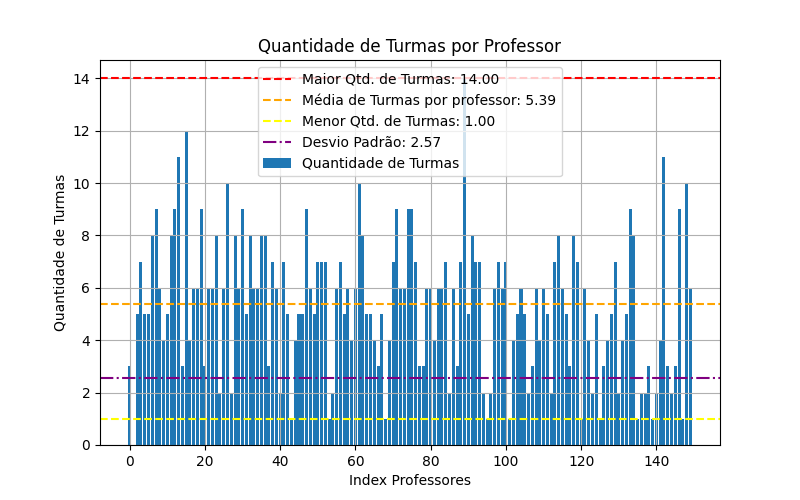 Quantidade de Turmas por Professor
Maior Qtd. de Turmas: 14.00
Média de Turmas por professor: 5.39
Menor Qtd. de Turmas: 1.00
Desvio Padrão: 2.57
Quantidade de Turmas
Quantidade de Turmas
14
12
10
8
6
4
2
0
0 20 40 60 80 100 120 140
Index Professores